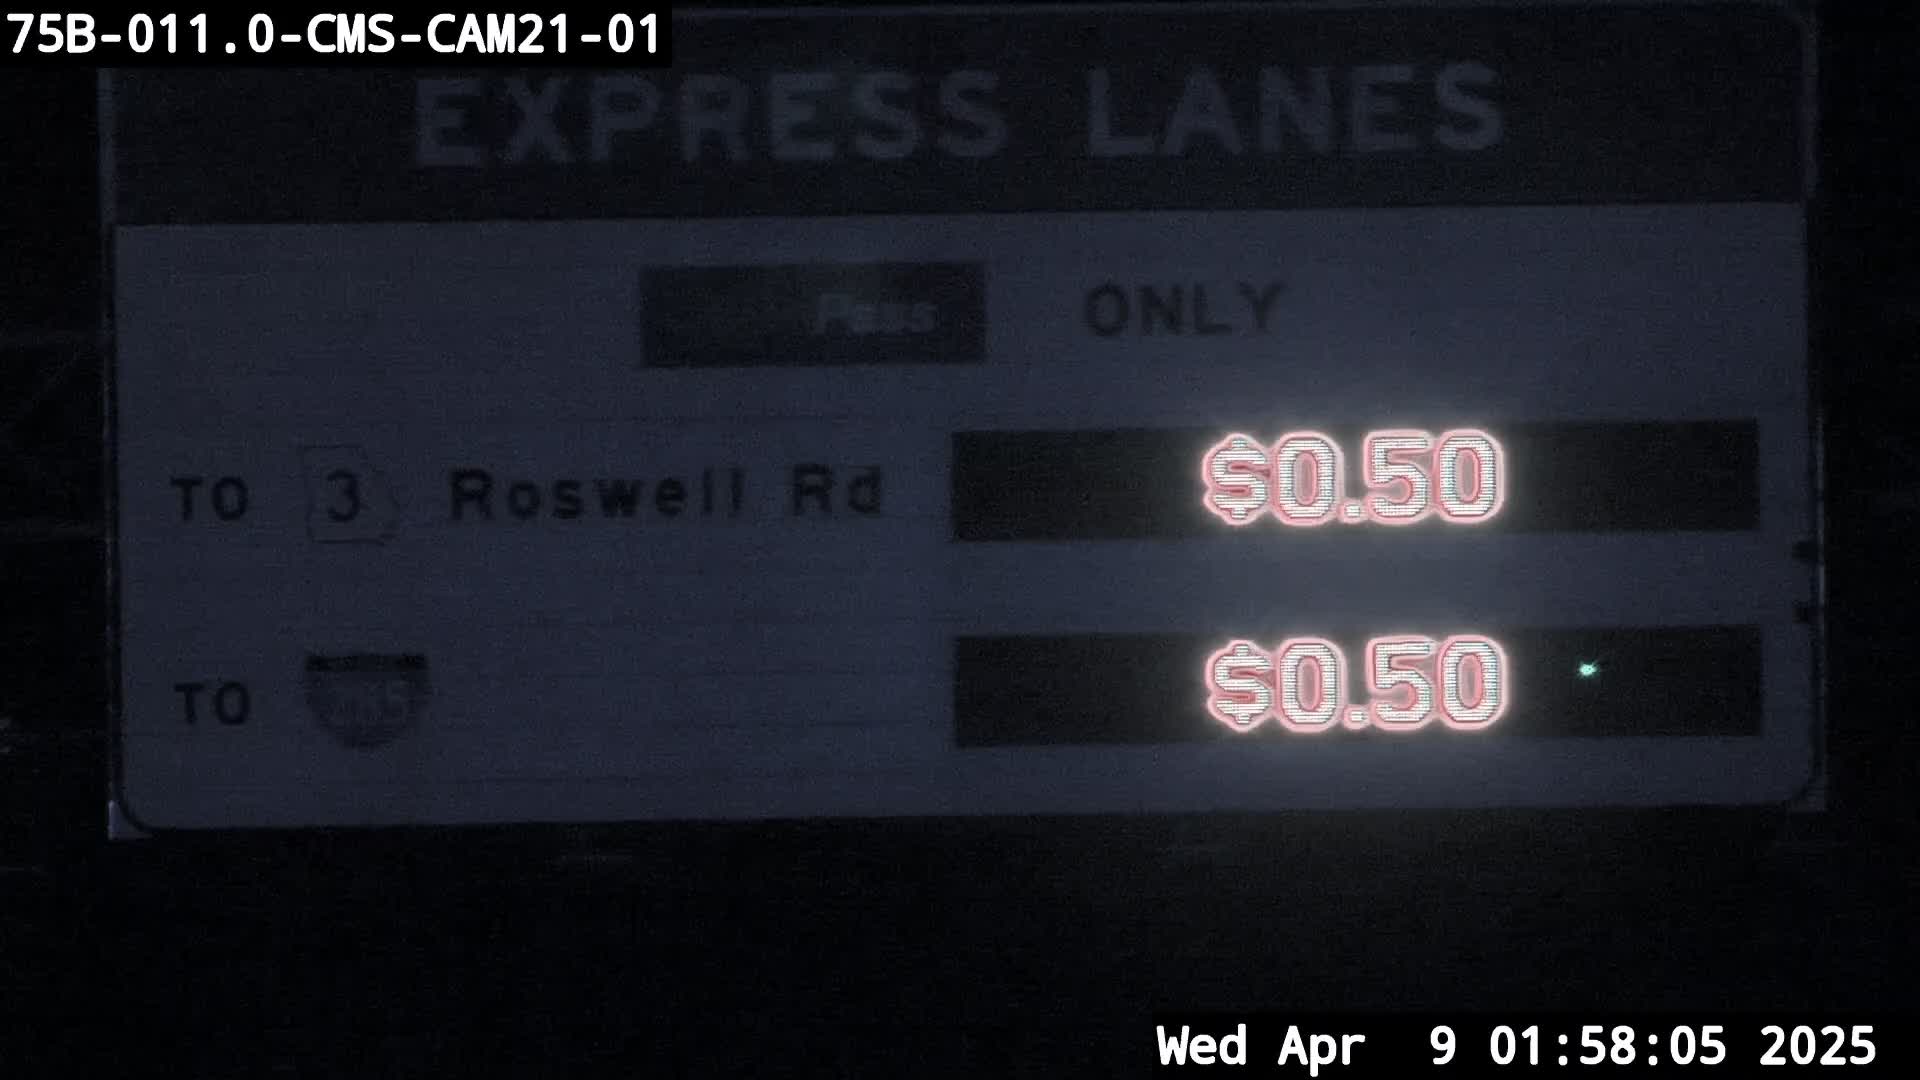 75B-011.0-CMS-CAM21-01
EXPRESS LANES
Pass ONLY
TO 3 Roswell Rd $0.50
TO $0.50
Wed Apr 9 01:58:05 2025